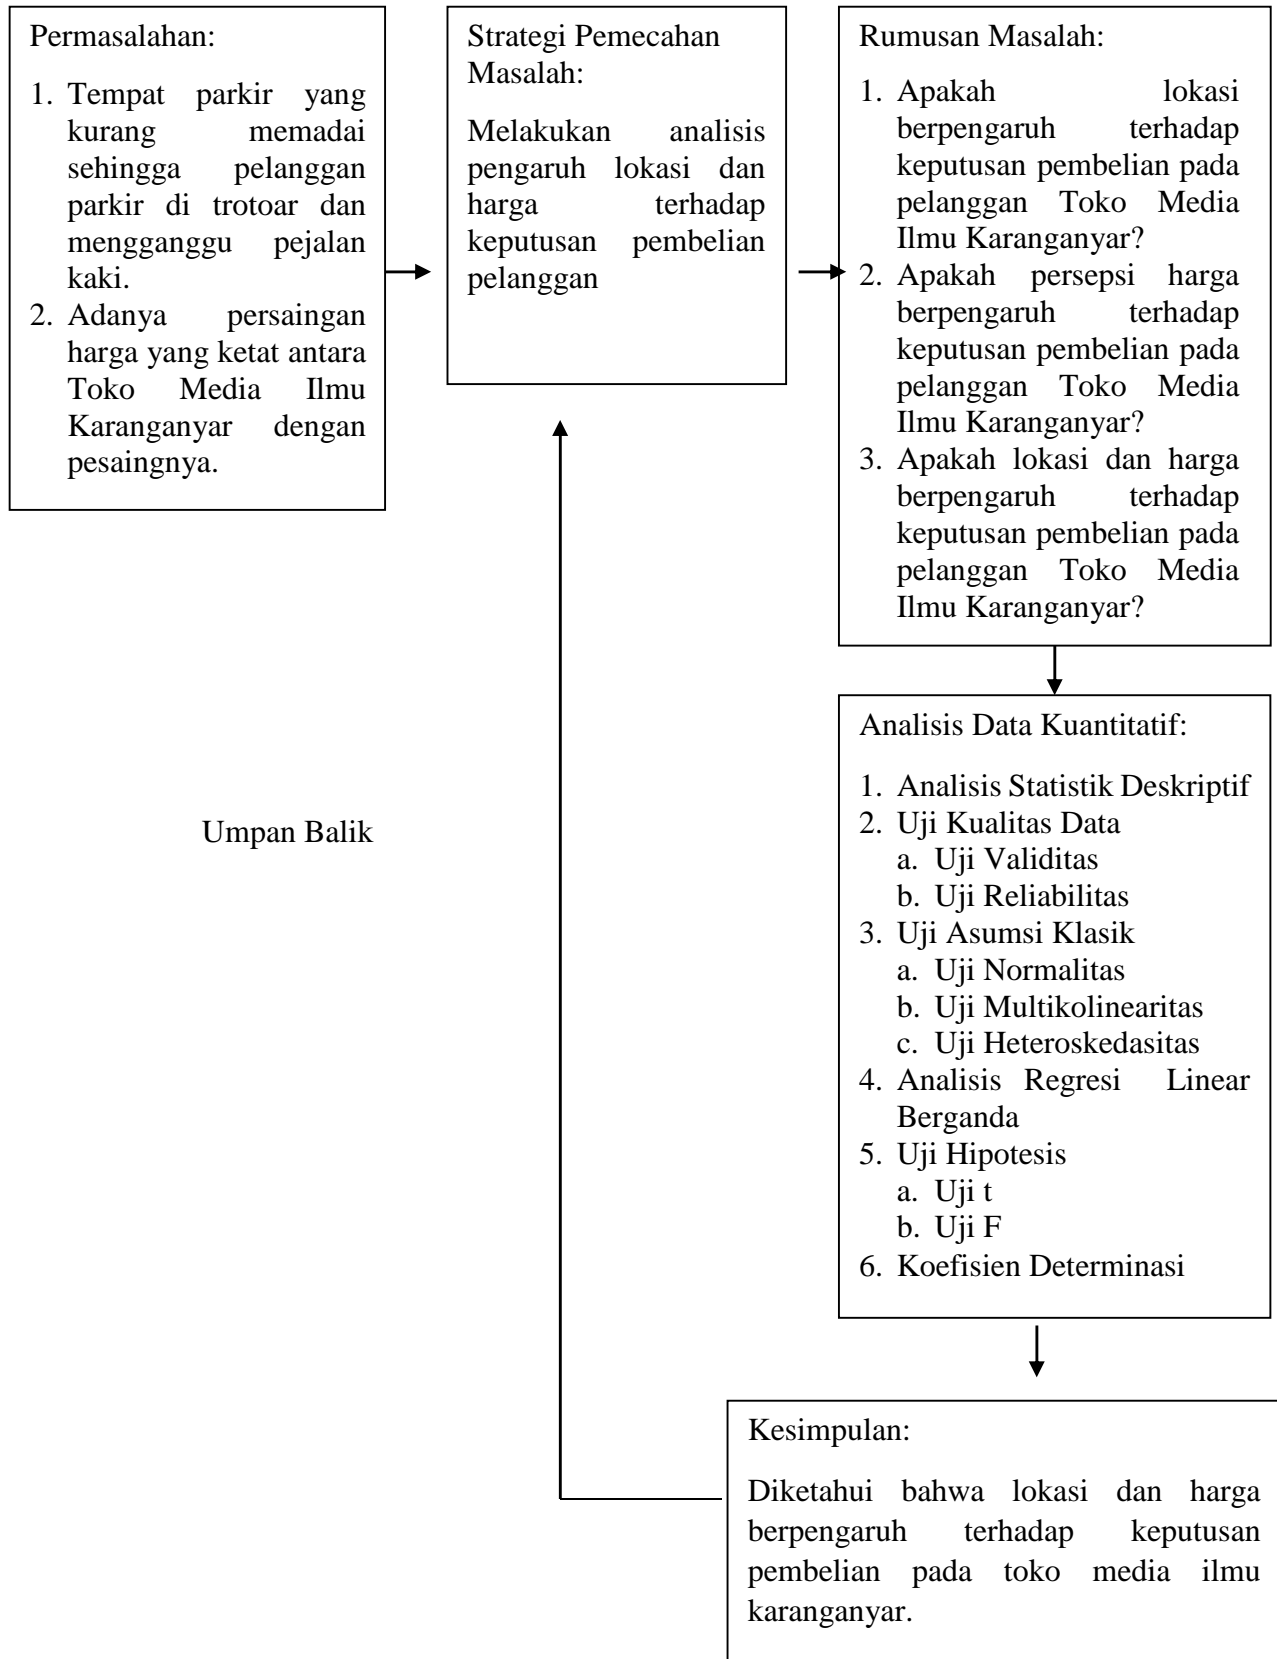 Permasalahan:
1. Tempat parkir yang
kurang memadai
sehingga pelanggan
parkir di trotoar dan
mengganggu pejalan
kaki.
2. Adanya persaingan
harga yang ketat antara
Toko Media Ilmu
Karanganyar dengan
pesaingnya.
Strategi Pemecahan
Masalah:
Melakukan analisis
pengaruh lokasi dan
harga terhadap
keputusan pembelian
pelanggan
Rumusan Masalah:
1. Apakah lokasi
berpengaruh terhadap
keputusan pembelian pada
pelanggan Toko Media
Ilmu Karanganyar?
2. Apakah persepsi harga
berpengaruh terhadap
keputusan pembelian pada
pelanggan Toko Media
Ilmu Karanganyar?
3. Apakah lokasi dan harga
berpengaruh terhadap
keputusan pembelian pada
pelanggan Toko Media
Ilmu Karanganyar?
Analisis Data Kuantitatif:
1. Analisis Statistik Deskriptif
2. Uji Kualitas Data
a. Uji Validitas
b. Uji Reliabilitas
3. Uji Asumsi Klasik
a. Uji Normalitas
b. Uji Multikolinearitas
c. Uji Heteroskedasitas
4. Analisis Regresi Linear
Berganda
5. Uji Hipotesis
a. Uji t
b. Uji F
6. Koefisien Determinasi
Umpan Balik
Kesimpulan:
Diketahui bahwa lokasi dan harga
berpengaruh terhadap keputusan
pembelian pada toko media ilmu
karanganyar.